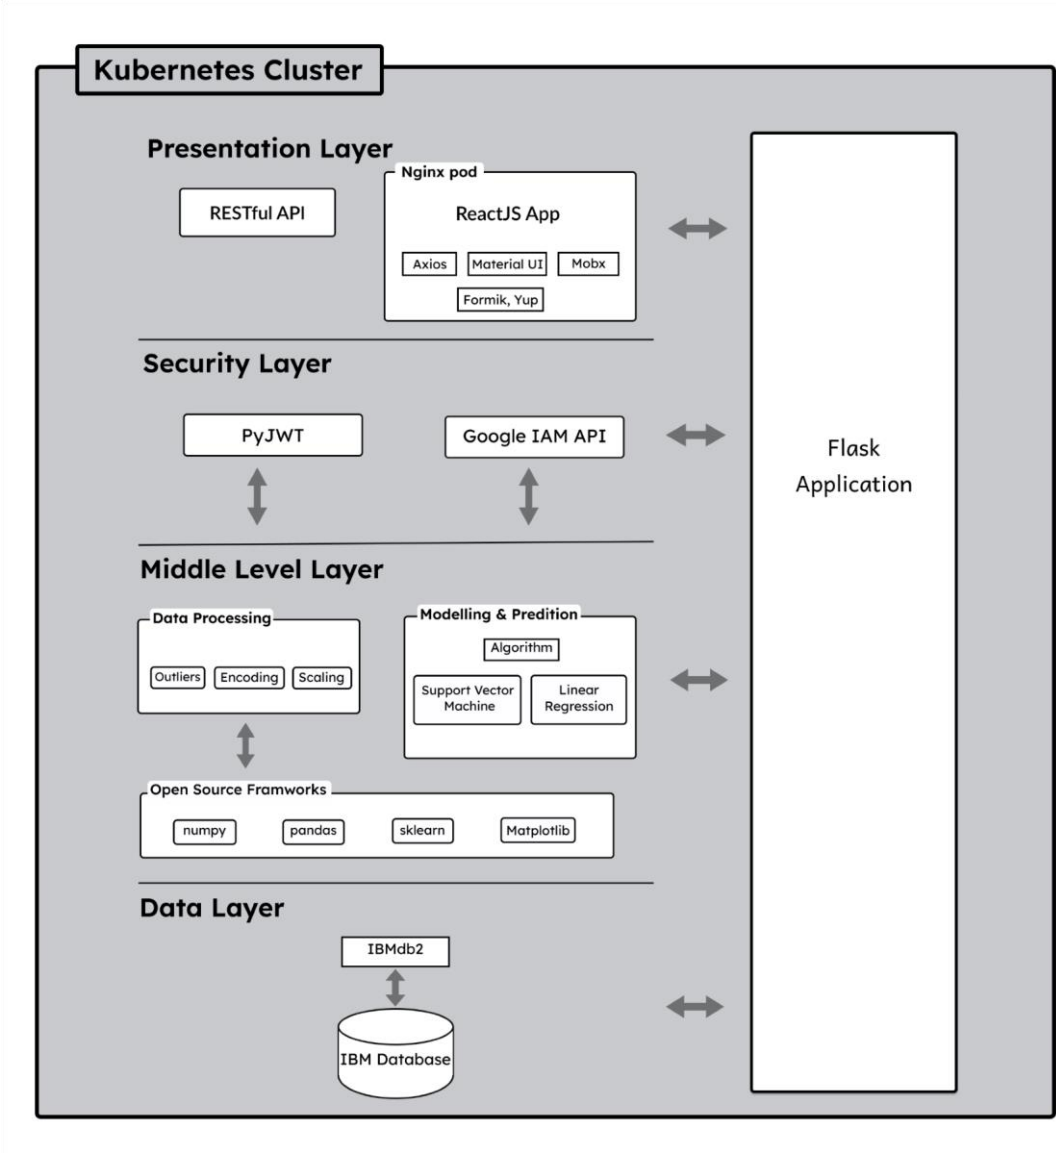 Kubernetes Cluster
Presentation Layer
RESTful API
Nginx pod
ReactJS App
Axios
Material UI
Mobx
Formik, Yup
Security Layer
PyJWT
Google IAM API
Middle Level Layer
Data Processing
Outliers
Encoding
Scaling
Modelling & Predition
Algorithm
Support Vector
Machine
Linear
Regression
Open Source Framworks
numpy
pandas
sklearn
Matplotlib
Data Layer
IBMdb2
IBM Database
Flask
Application